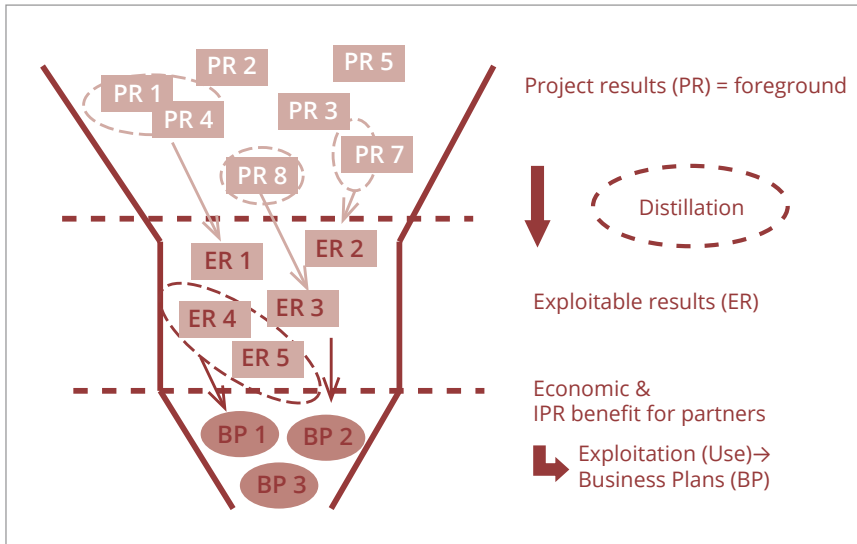 PR 2
PR 5
PR 1
PR 4
PR 3
PR 7
PR 8
Project results (PR) = foreground
Distillation
ER 1
ER 2
ER 3
ER 4
ER 5
Exploitable results (ER)
Economic &
IPR benefit for partners
BP 1
BP 2
BP 3
Exploitation (Use)→
Business Plans (BP)